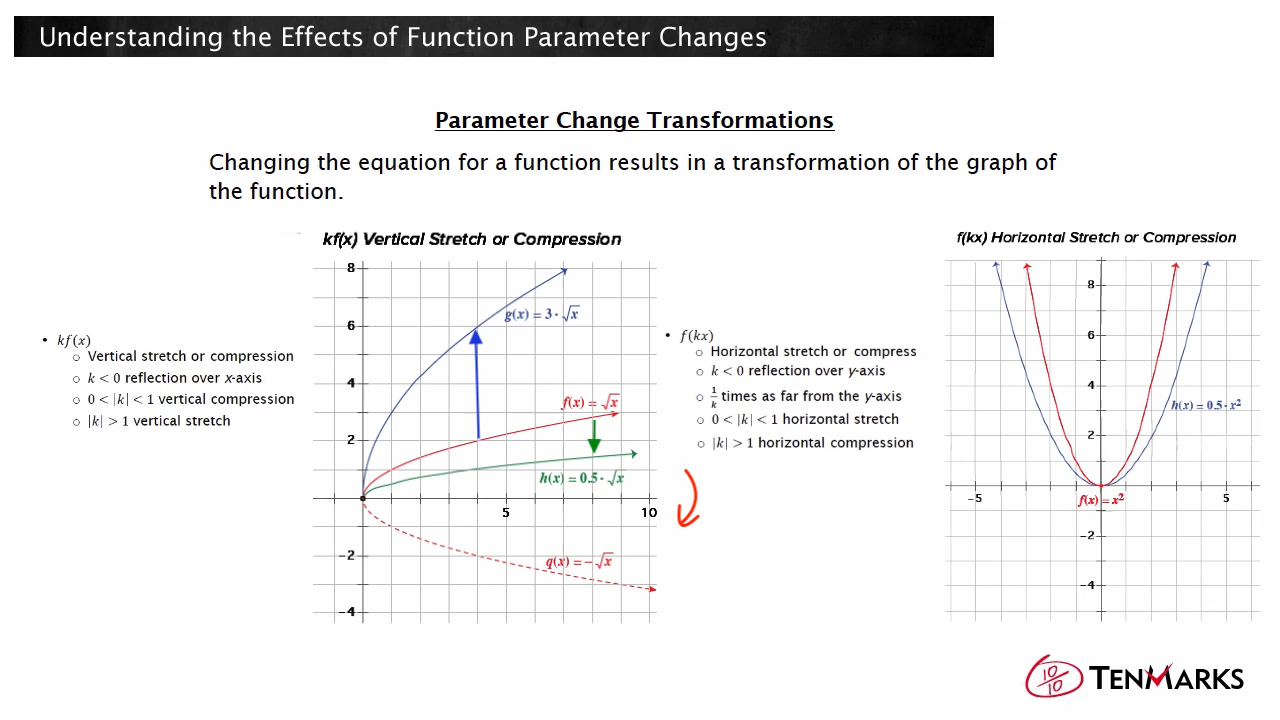 Understanding the Effects of Function Parameter Changes
Parameter Change Transformations
Changing the equation for a function results in a transformation of the graph of
the function.
kf(x) Vertical Stretch or Compression
• kf(x)
○ Vertical stretch or compression
○ k < 0 reflection over x-axis
○ 0 < |k| < 1 vertical compression
○ |k| > 1 vertical stretch
8
6
4
2
0
-2
-4
5
10
g(x) = 3 · √x
f(x) = √x
h(x) = 0.5 · √x
q(x) = −√x
• f(kx)
○ Horizontal stretch or compress
○ k < 0 reflection over y-axis
○ 1/k times as far from the y-axis
○ 0 < |k| < 1 horizontal stretch
○ |k| > 1 horizontal compression
f(kx) Horizontal Stretch or Compression
8
6
4
2
-2
-4
-5
5
h(x) = 0.5 · x²
f(x) = x²
10/10 TENMARKS